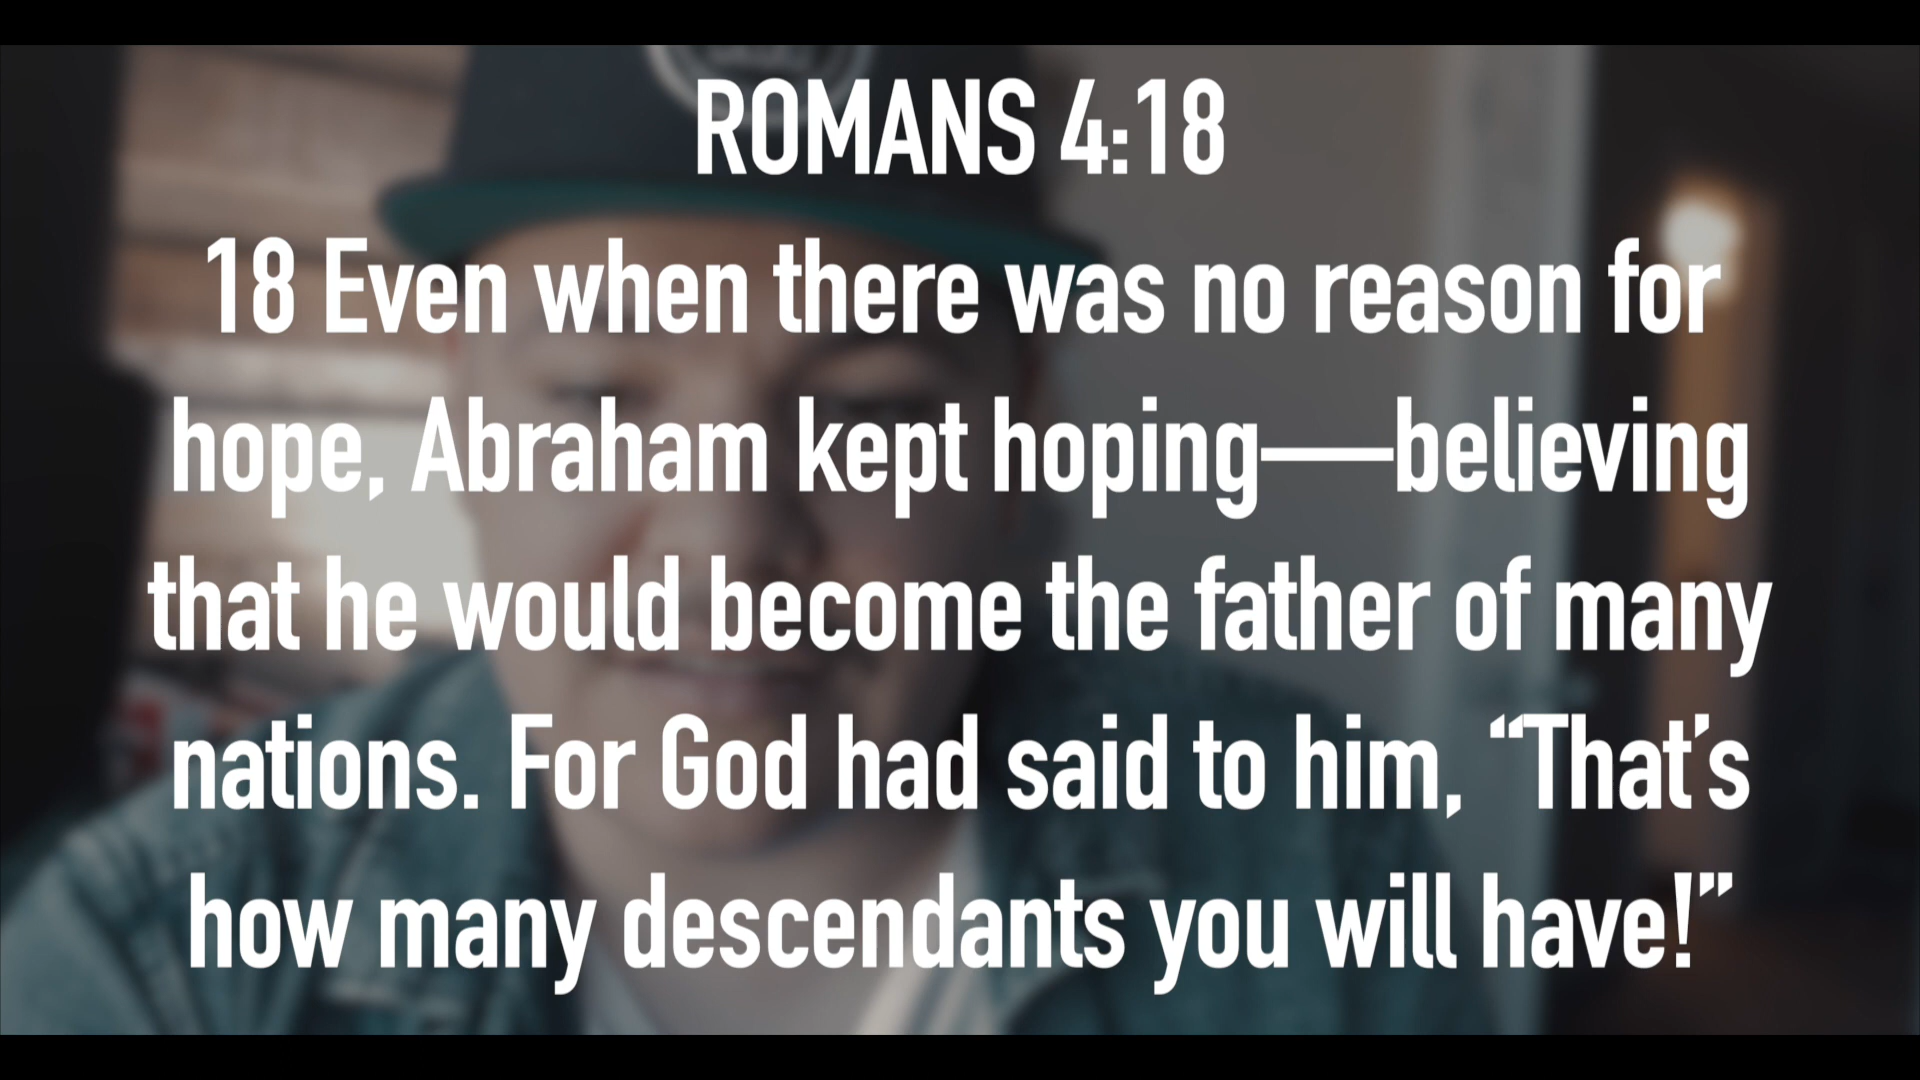 ROMANS 4:18
18 Even when there was no reason for
hope, Abraham kept hoping—believing
that he would become the father of many
nations. For God had said to him, “That’s
how many descendants you will have!”